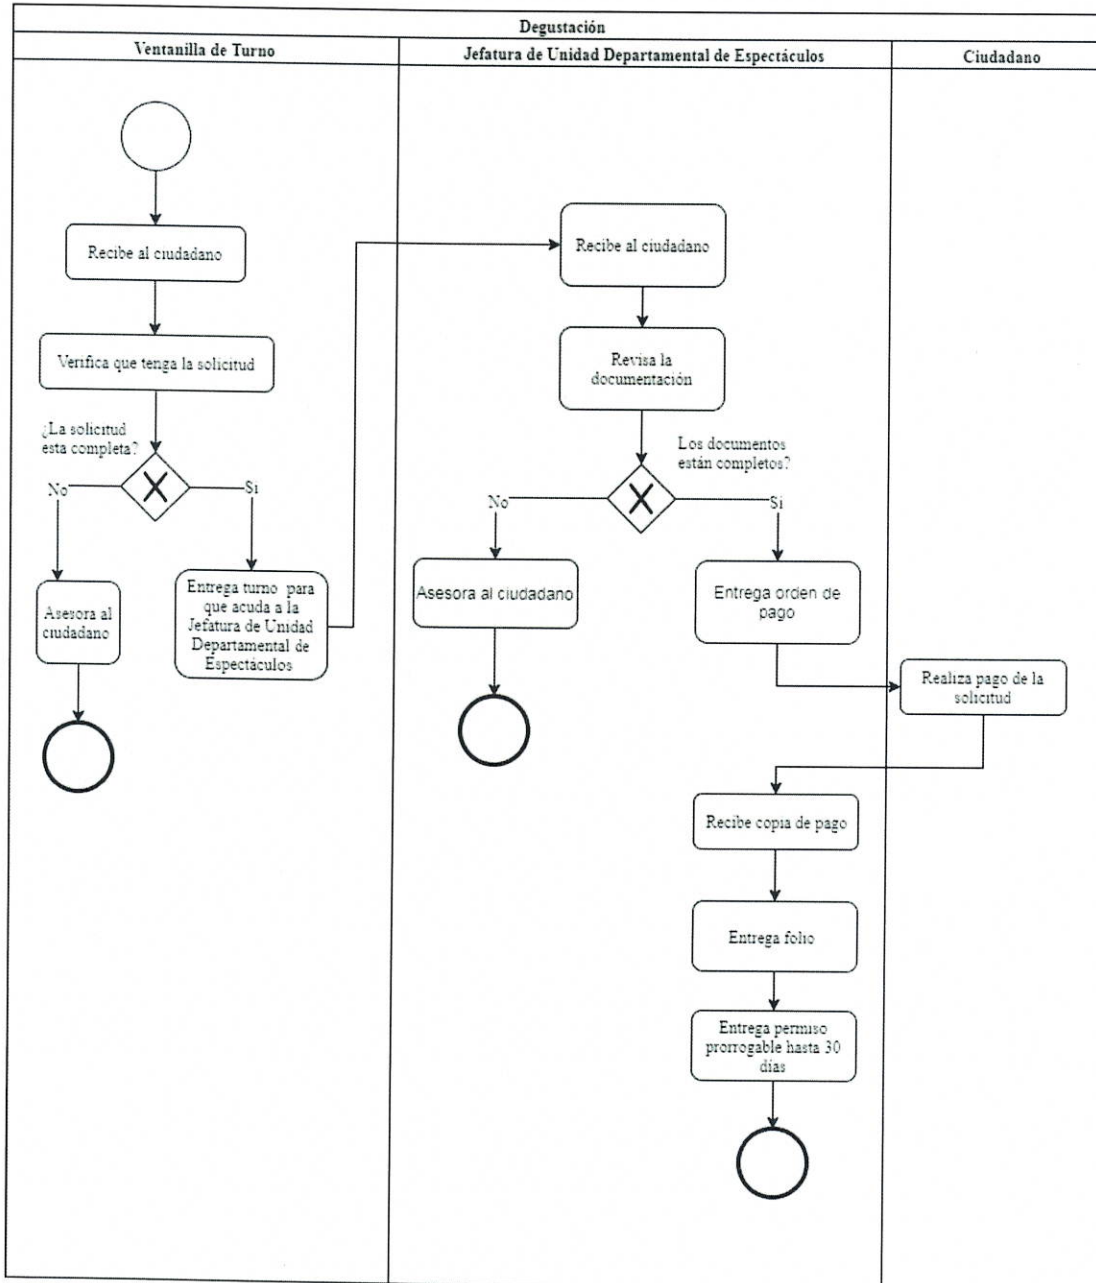 Degustación
Ventanilla de Turno
Jefatura de Unidad Departamental de Espectáculos
Ciudadano
Recibe al ciudadano
Verifica que tenga la solicitud
¿La solicitud
esta completa?
No
Si
Asesora al
ciudadano
Entrega turno para
que acuda a la
Jefatura de Unidad
Departamental de
Espectáculos
Recibe al ciudadano
Revisa la
documentación
Los documentos
están completos?
No
Si
Asesora al ciudadano
Entrega orden de
pago
Realiza pago de la
solicitud
Recibe copia de pago
Entrega folio
Entrega permiso
prorrogable hasta 30
días